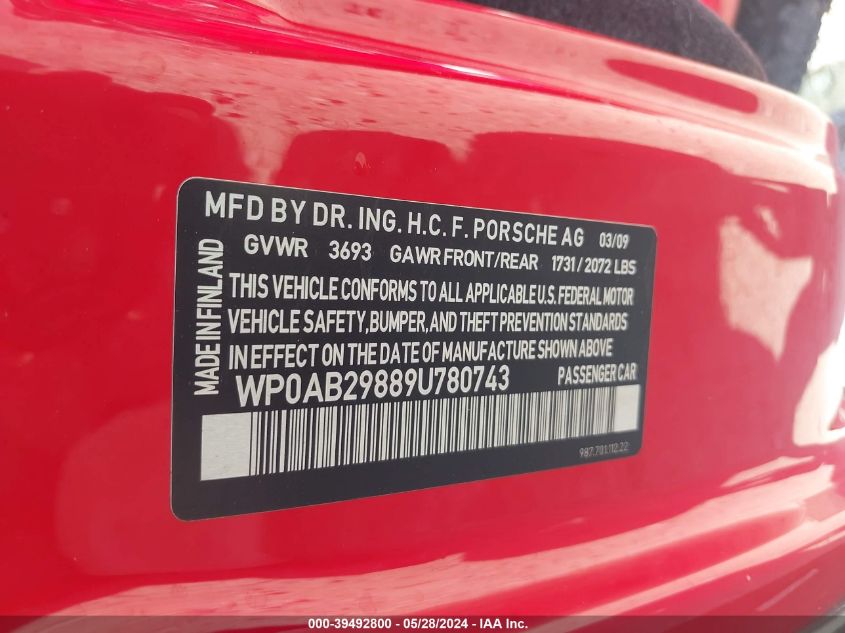 MFD BY DR. ING. H.C. F. PORSCHE AG 03/09
GVWR 3693 GAWR FRONT/REAR 1731/2072 LBS
THIS VEHICLE CONFORMS TO ALL APPLICABLE U.S. FEDERAL MOTOR
VEHICLE SAFETY, BUMPER, AND THEFT PREVENTION STANDARDS
IN EFFECT ON THE DATE OF MANUFACTURE SHOWN ABOVE
WP0AB29889U780743 PASSENGER CAR
MADE IN FINLAND
987.701.112.22
000-39492800 - 05/28/2024 - IAA Inc.